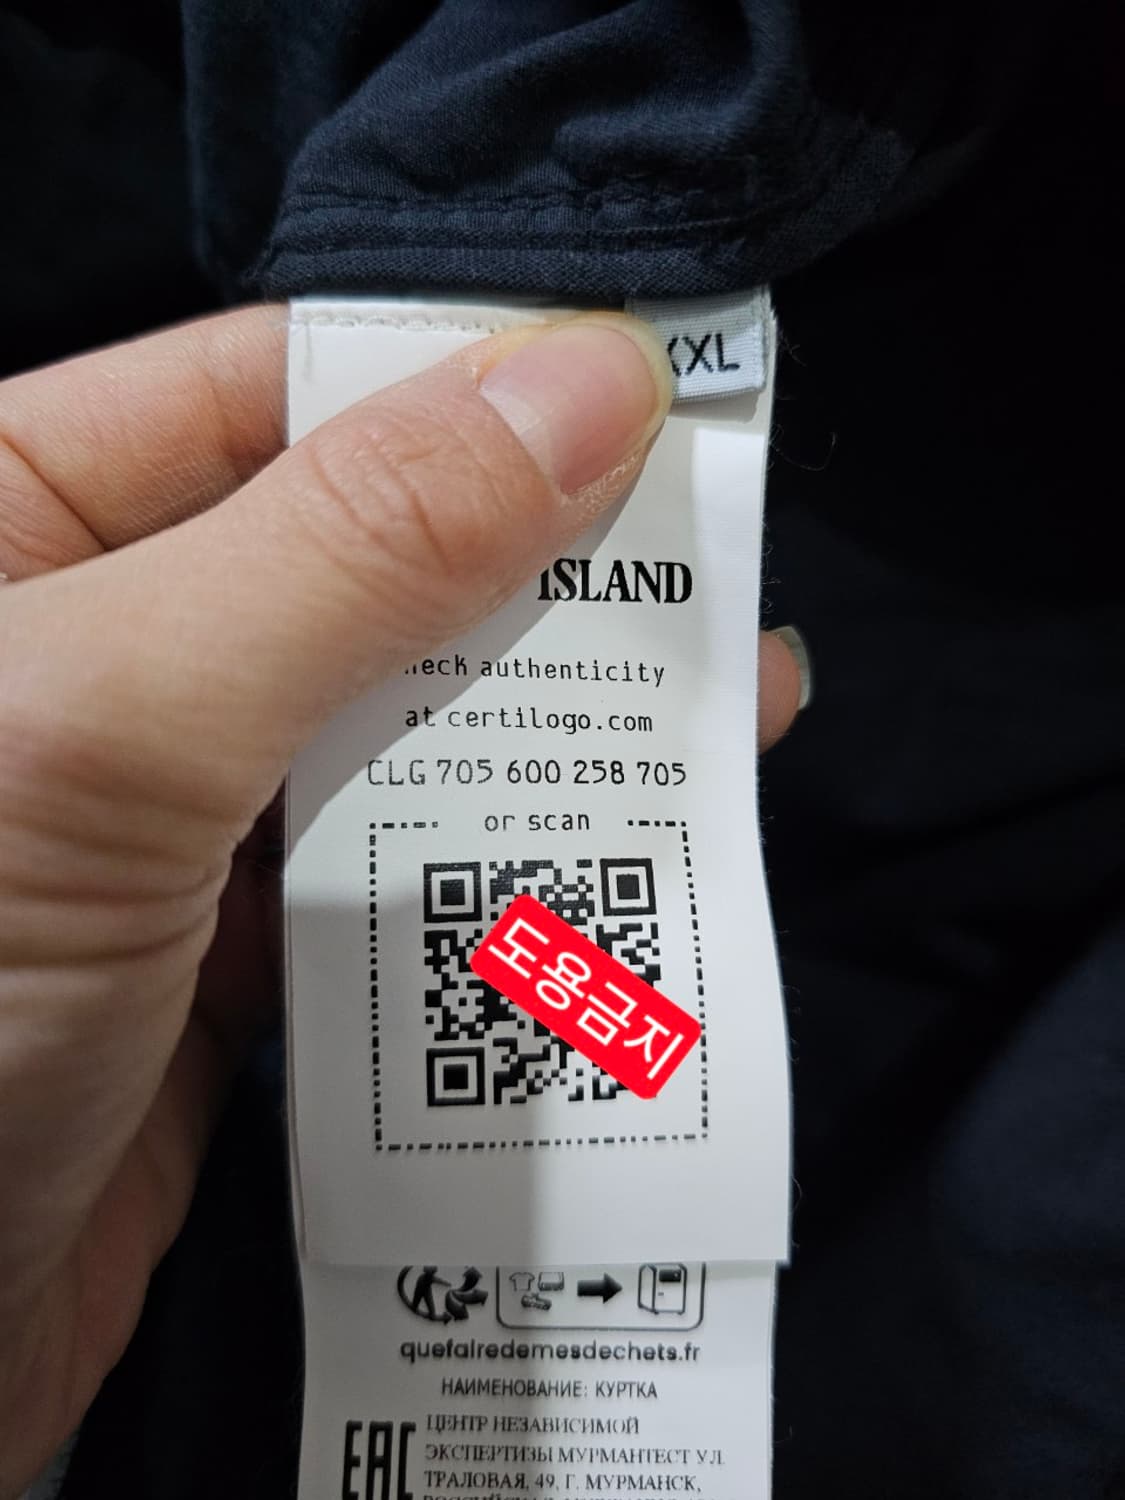 XXL
ISLAND
authenticity
at certilogo.com
CLG 705 600 258 705
or scan
도용금지
quefairedemesdechets.fr
НАИМЕНОВАНИЕ: КУРТКА
EAC
ЦЕНТР НЕЗАВИСИМОЙ
ЭКСПЕРТИЗЫ МУРМАНТЕСТ УЛ.
ТРАЛОВАЯ, 49, Г. МУРМАНСК,